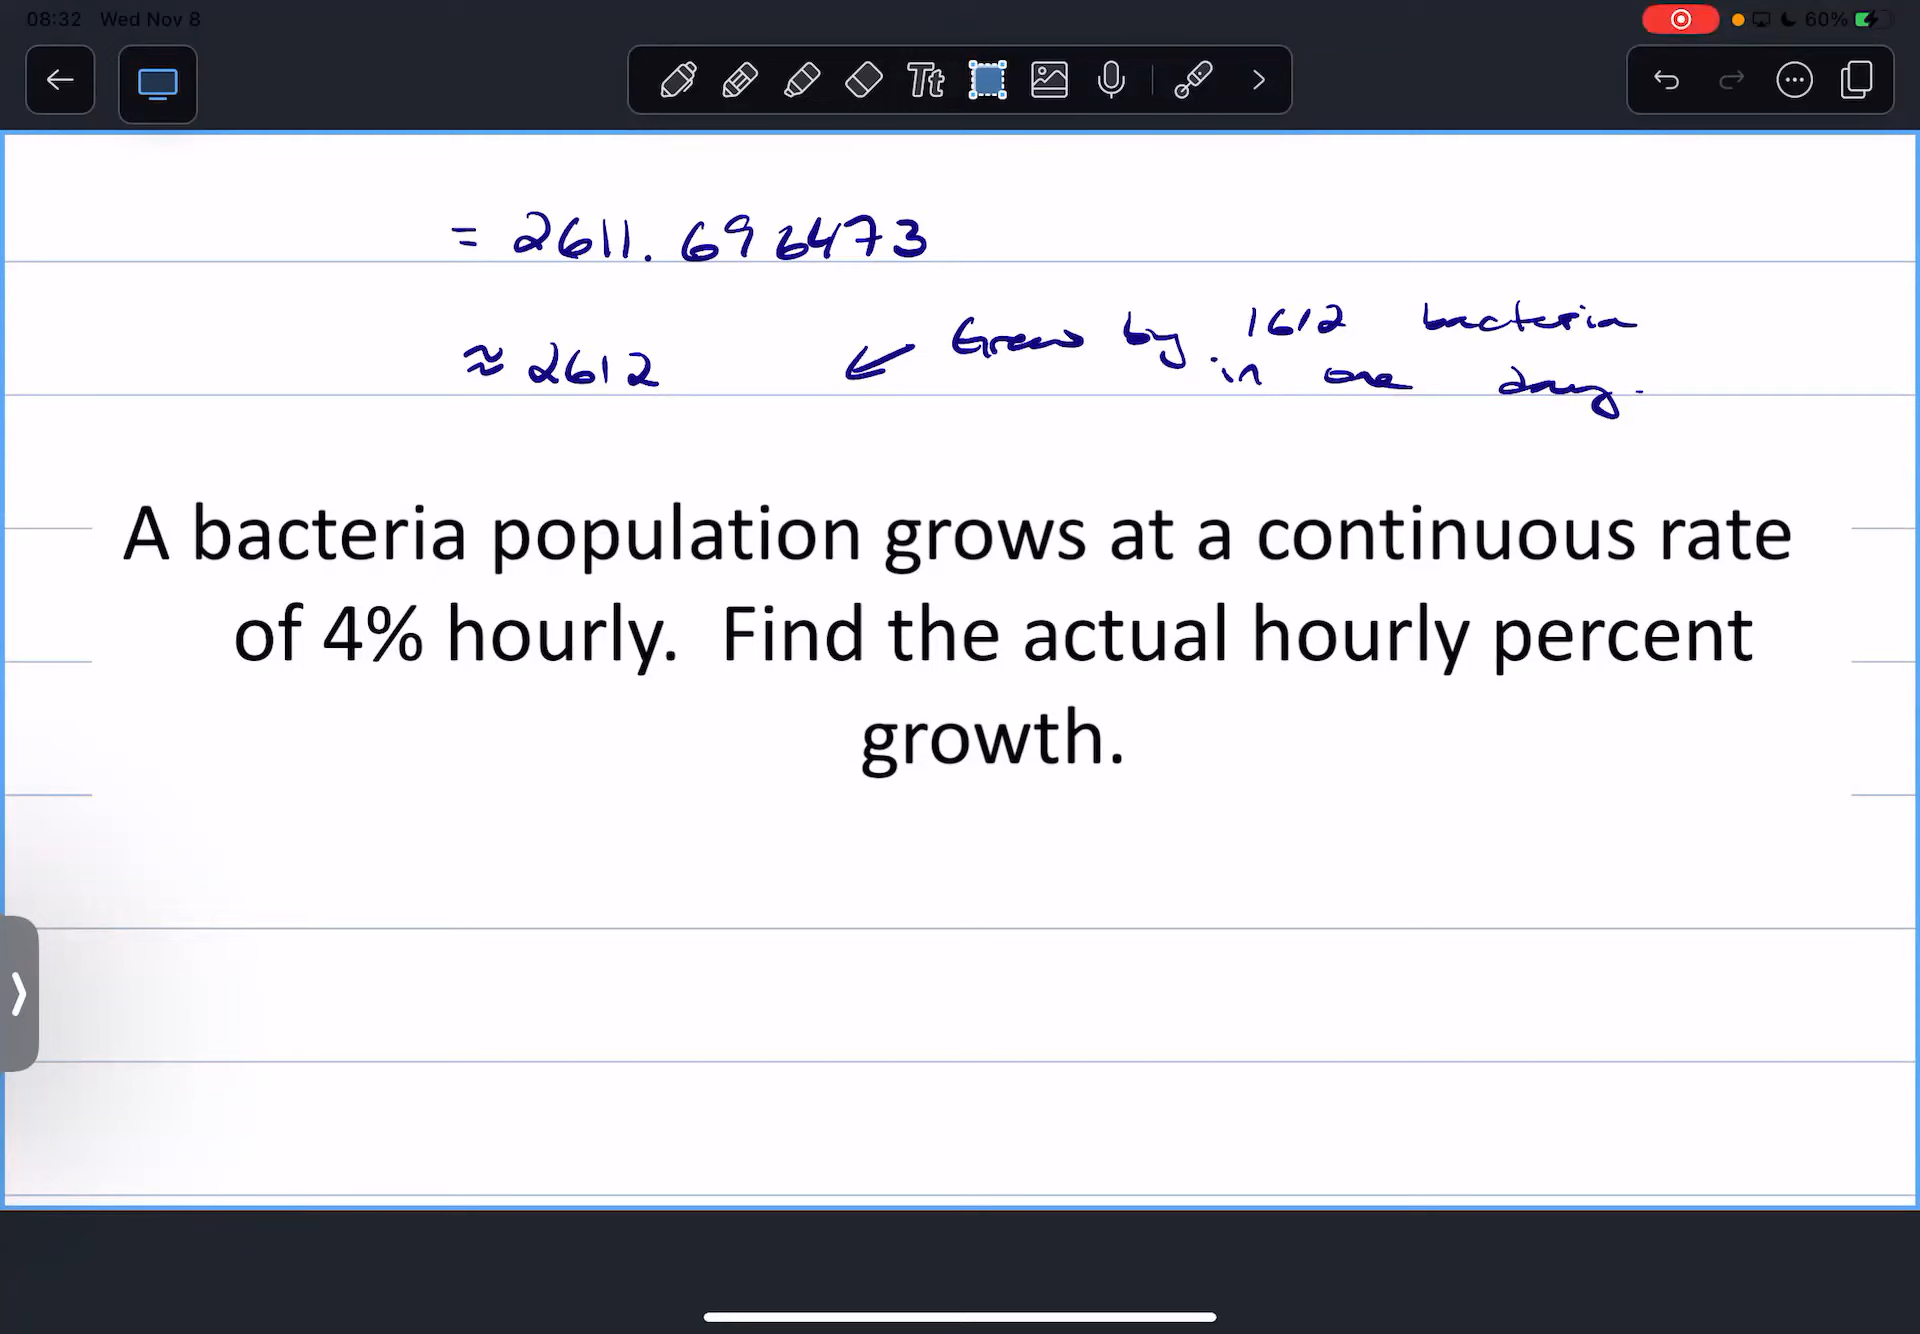 08:32 Wed Nov 8
60%
Tt
= 2611.696473
≈ 2612
Grows by 1612 bacteria
in one day.
A bacteria population grows at a continuous rate
of 4% hourly. Find the actual hourly percent
growth.